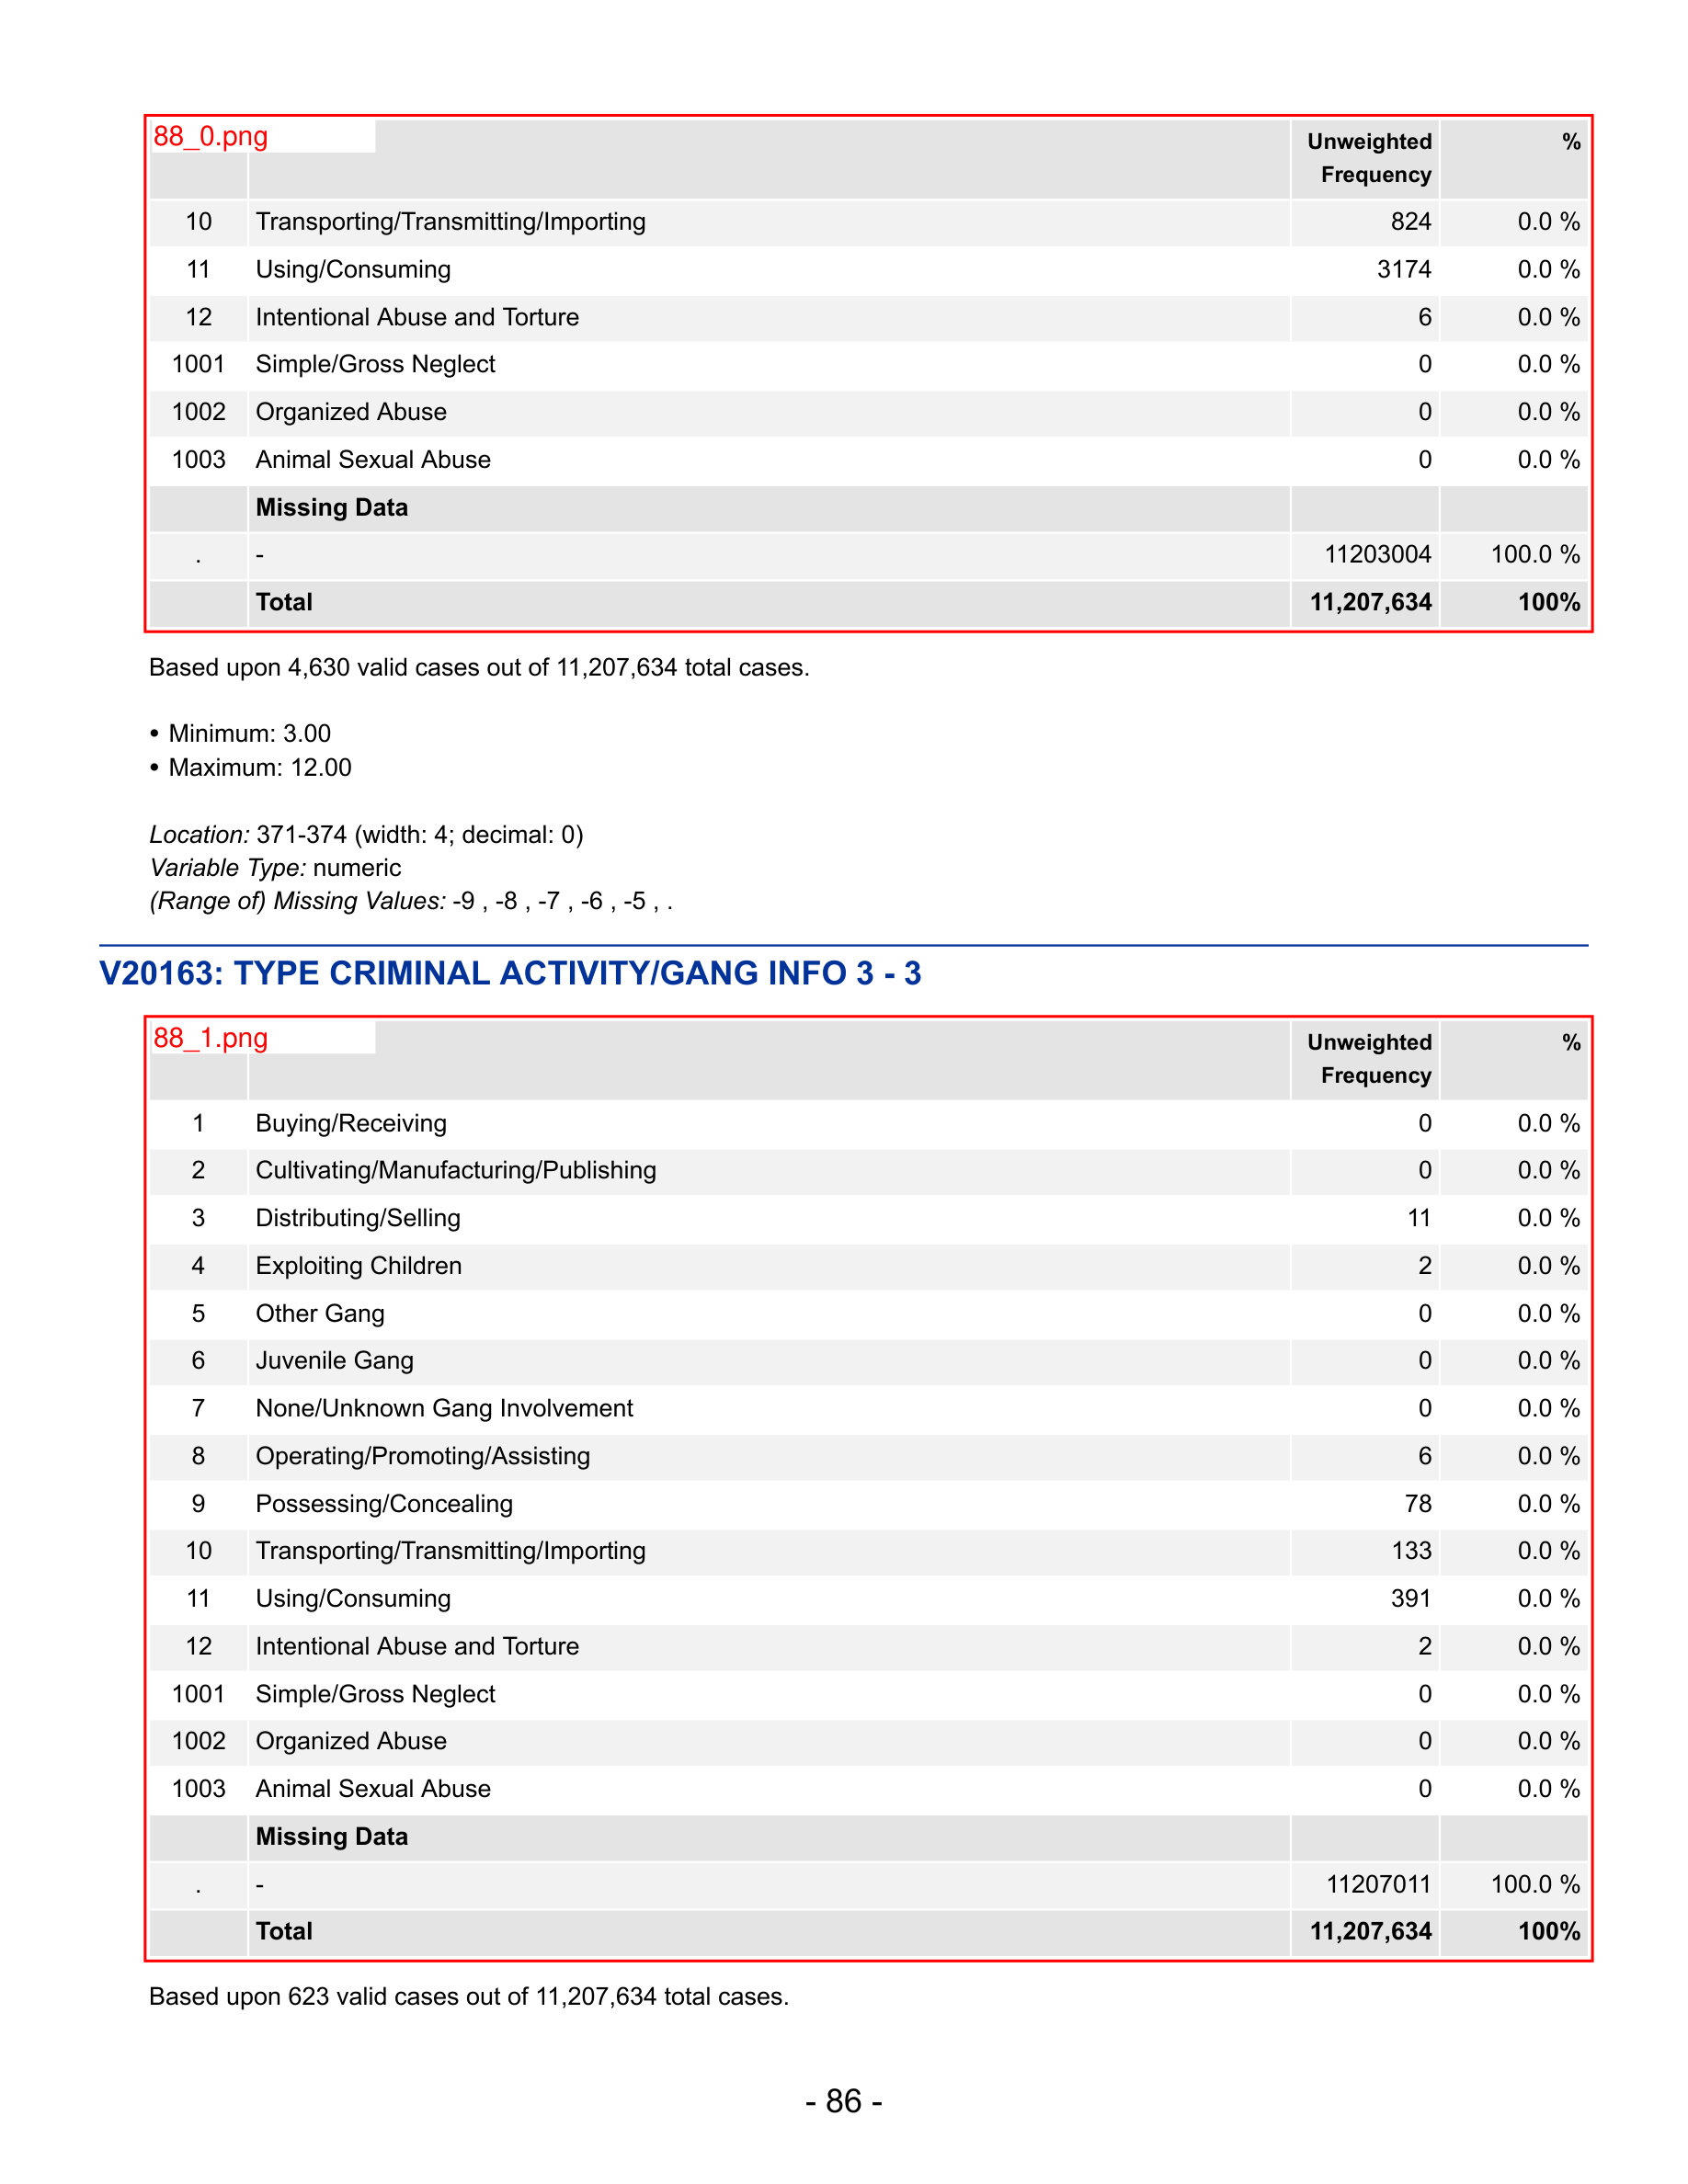 88_0.png
Unweighted Frequency %
10 Transporting/Transmitting/Importing 824 0.0 %
11 Using/Consuming 3174 0.0 %
12 Intentional Abuse and Torture 6 0.0 %
1001 Simple/Gross Neglect 0 0.0 %
1002 Organized Abuse 0 0.0 %
1003 Animal Sexual Abuse 0 0.0 %
Missing Data
. - 11203004 100.0 %
Total 11,207,634 100%
Based upon 4,630 valid cases out of 11,207,634 total cases.
• Minimum: 3.00
• Maximum: 12.00
Location: 371-374 (width: 4; decimal: 0)
Variable Type: numeric
(Range of) Missing Values: -9 , -8 , -7 , -6 , -5 , .
V20163: TYPE CRIMINAL ACTIVITY/GANG INFO 3 - 3
88_1.png
Unweighted Frequency %
1 Buying/Receiving 0 0.0 %
2 Cultivating/Manufacturing/Publishing 0 0.0 %
3 Distributing/Selling 11 0.0 %
4 Exploiting Children 2 0.0 %
5 Other Gang 0 0.0 %
6 Juvenile Gang 0 0.0 %
7 None/Unknown Gang Involvement 0 0.0 %
8 Operating/Promoting/Assisting 6 0.0 %
9 Possessing/Concealing 78 0.0 %
10 Transporting/Transmitting/Importing 133 0.0 %
11 Using/Consuming 391 0.0 %
12 Intentional Abuse and Torture 2 0.0 %
1001 Simple/Gross Neglect 0 0.0 %
1002 Organized Abuse 0 0.0 %
1003 Animal Sexual Abuse 0 0.0 %
Missing Data
. - 11207011 100.0 %
Total 11,207,634 100%
Based upon 623 valid cases out of 11,207,634 total cases.
- 86 -